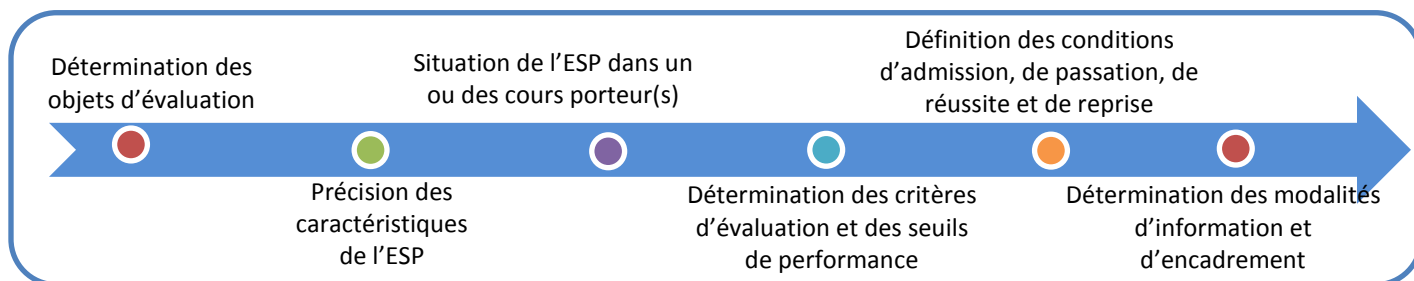 Détermination des
objets d’évaluation
Précision des
caractéristiques
de l’ESP
Situation de l’ESP dans un
ou des cours porteur(s)
Détermination des critères
d’évaluation et des seuils
de performance
Définition des conditions
d’admission, de passation, de
réussite et de reprise
Détermination des modalités
d’information et
d’encadrement